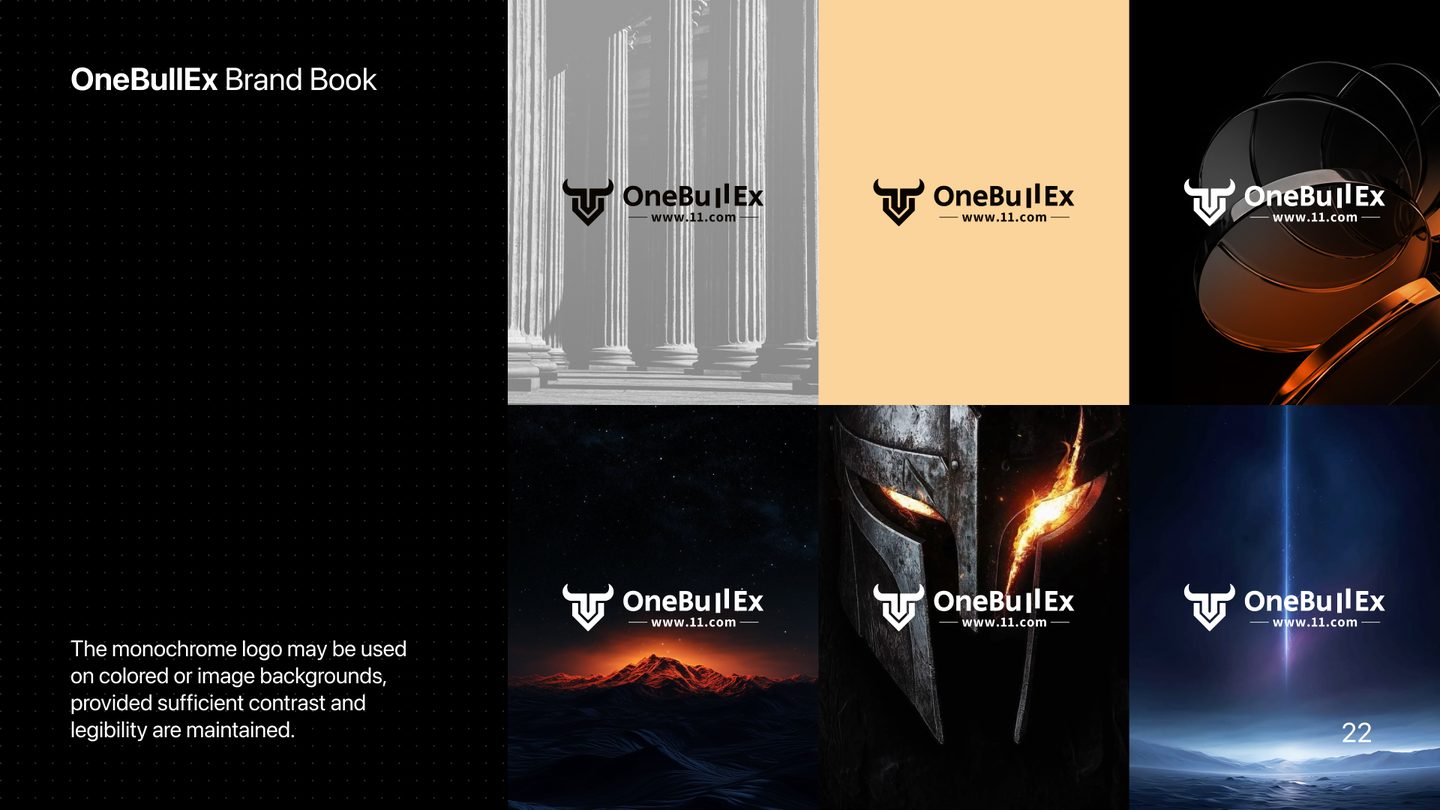 OneBullEx Brand Book
OneBullEx
www.11.com
OneBullEx
www.11.com
OneBullEx
www.11.com
OneBullEx
www.11.com
OneBullEx
www.11.com
OneBullEx
www.11.com
The monochrome logo may be used
on colored or image backgrounds,
provided sufficient contrast and
legibility are maintained.
22